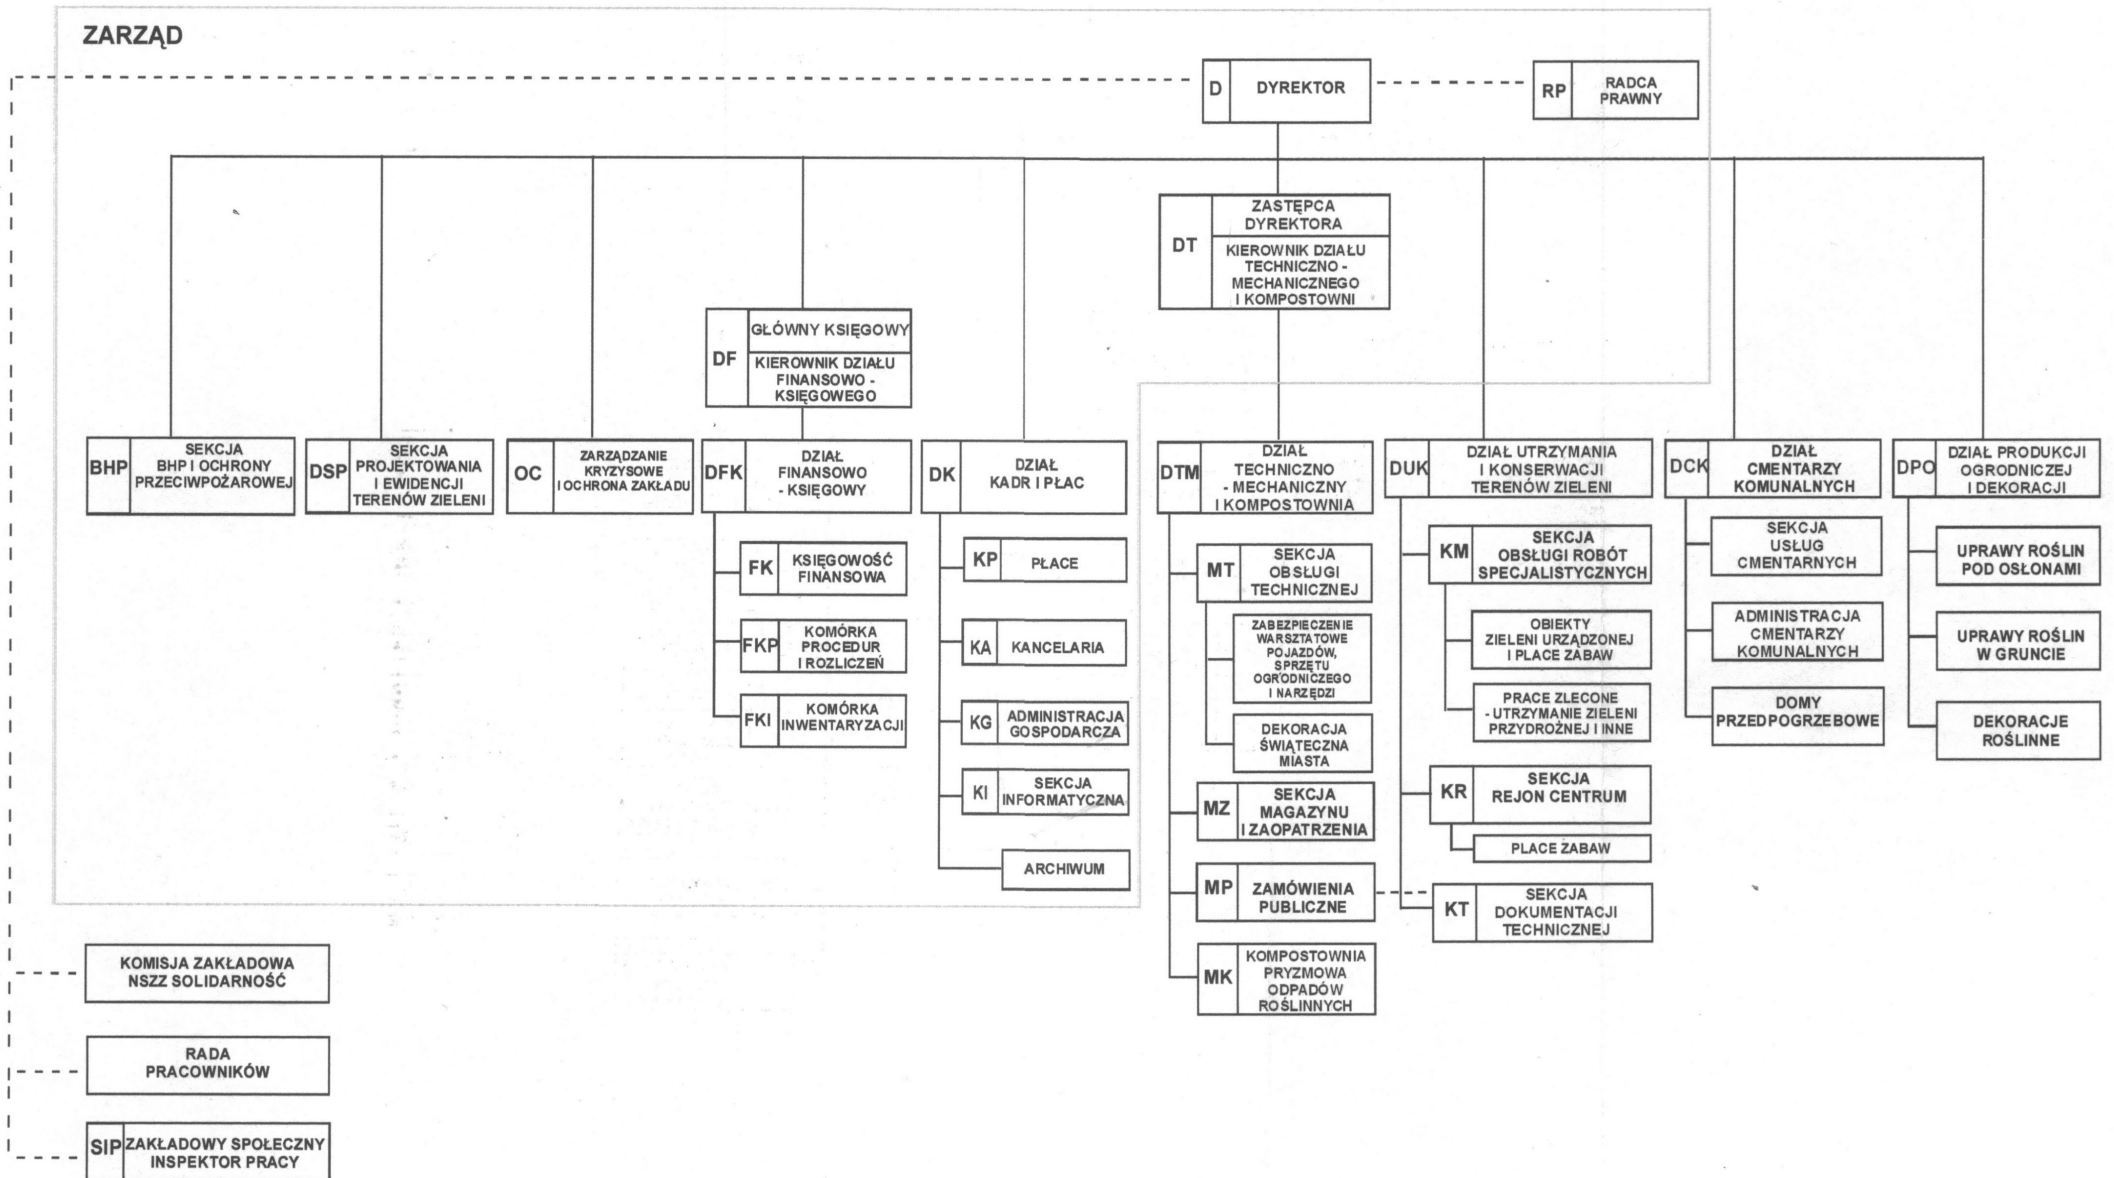 ZARZĄD
D
DYREKTOR
RP
RADCA
PRAWNY
DT
ZASTĘPCA
DYREKTORA
KIEROWNIK DZIAŁU
TECHNICZNO -
MECHANICZNEGO
I KOMPOSTOWNI
DF
GŁÓWNY KSIĘGOWY
KIEROWNIK DZIAŁU
FINANSOWO -
KSIĘGOWEGO
BHP
SEKCJA
BHP I OCHRONY
PRZECIWPOŻAROWEJ
DSP
SEKCJA
PROJEKTOWANIA
I EWIDENCJI
TERENÓW ZIELENI
OC
ZARZĄDZANIE
KRYZYSOWE
I OCHRONA ZAKŁADU
DFK
DZIAŁ
FINANSOWO
- KSIĘGOWY
FK
KSIĘGOWOŚĆ
FINANSOWA
FKP
KOMÓRKA
PROCEDUR
I ROZLICZEŃ
FKI
KOMÓRKA
INWENTARYZACJI
DK
DZIAŁ
KADR I PŁAC
KP
PŁACE
KA
KANCELARIA
KG
ADMINISTRACJA
GOSPODARCZA
KI
SEKCJA
INFORMATYCZNA
ARCHIWUM
DTM
DZIAŁ
TECHNICZNO
- MECHANICZNY
I KOMPOSTOWNIA
MT
SEKCJA
OBSŁUGI
TECHNICZNEJ
ZABEZPIECZENIE
WARSZTATOWE
POJAZDÓW,
SPRZĘTU
OGRODNICZEGO
I NARZĘDZI
DEKORACJA
ŚWIĄTECZNA
MIASTA
MZ
SEKCJA
MAGAZYNU
I ZAOPATRZENIA
MP
ZAMÓWIENIA
PUBLICZNE
MK
KOMPOSTOWNIA
PRYZMOWA
ODPADÓW
ROŚLINNYCH
DUK
DZIAŁ UTRZYMANIA
I KONSERWACJI
TERENÓW ZIELENI
KM
SEKCJA
OBSŁUGI ROBÓT
SPECJALISTYCZNYCH
OBIEKTY
ZIELENI URZĄDZONEJ
I PLACE ZABAW
PRACE ZLECONE
- UTRZYMANIE ZIELENI
PRZYDROŻNEJ I INNE
KR
SEKCJA
REJON CENTRUM
PLACE ZABAW
KT
SEKCJA
DOKUMENTACJI
TECHNICZNEJ
DCK
DZIAŁ
CMENTARZY
KOMUNALNYCH
SEKCJA
USŁUG
CMENTARNYCH
ADMINISTRACJA
CMENTARZY
KOMUNALNYCH
DOMY
PRZEDPOGRZEBOWE
DPO
DZIAŁ PRODUKCJI
OGRODNICZEJ
I DEKORACJI
UPRAWY ROŚLIN
POD OSŁONAMI
UPRAWY ROŚLIN
W GRUNCIE
DEKORACJE
ROŚLINNE
KOMISJA ZAKŁADOWA
NSZZ SOLIDARNOŚĆ
RADA
PRACOWNIKÓW
SIP
ZAKŁADOWY SPOŁECZNY
INSPEKTOR PRACY